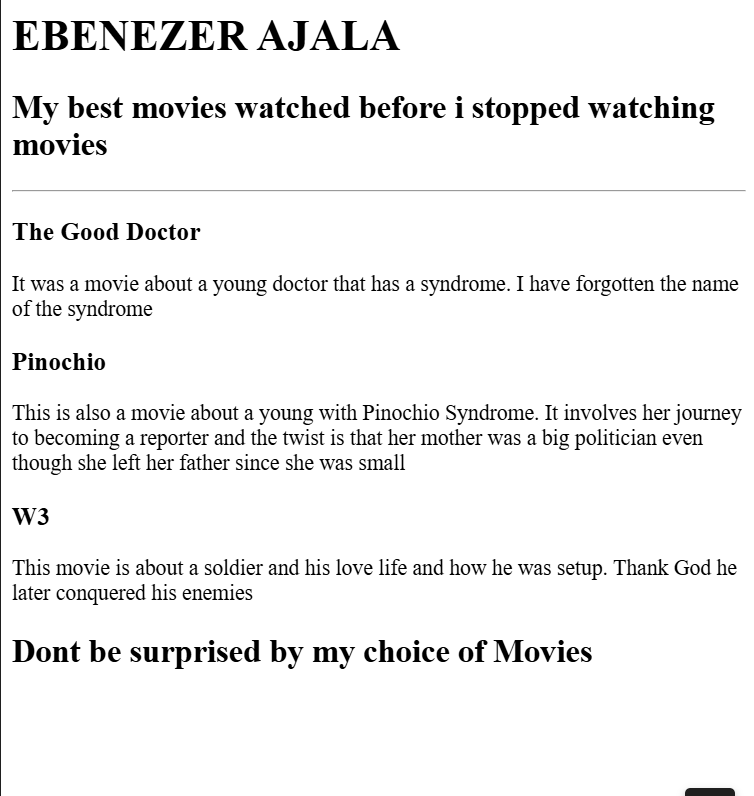 EBENEZER AJALA
My best movies watched before i stopped watching
movies
The Good Doctor
It was a movie about a young doctor that has a syndrome. I have forgotten the name
of the syndrome
Pinochio
This is also a movie about a young with Pinochio Syndrome. It involves her journey
to becoming a reporter and the twist is that her mother was a big politician even
though she left her father since she was small
W3
This movie is about a soldier and his love life and how he was setup. Thank God he
later conquered his enemies
Dont be surprised by my choice of Movies